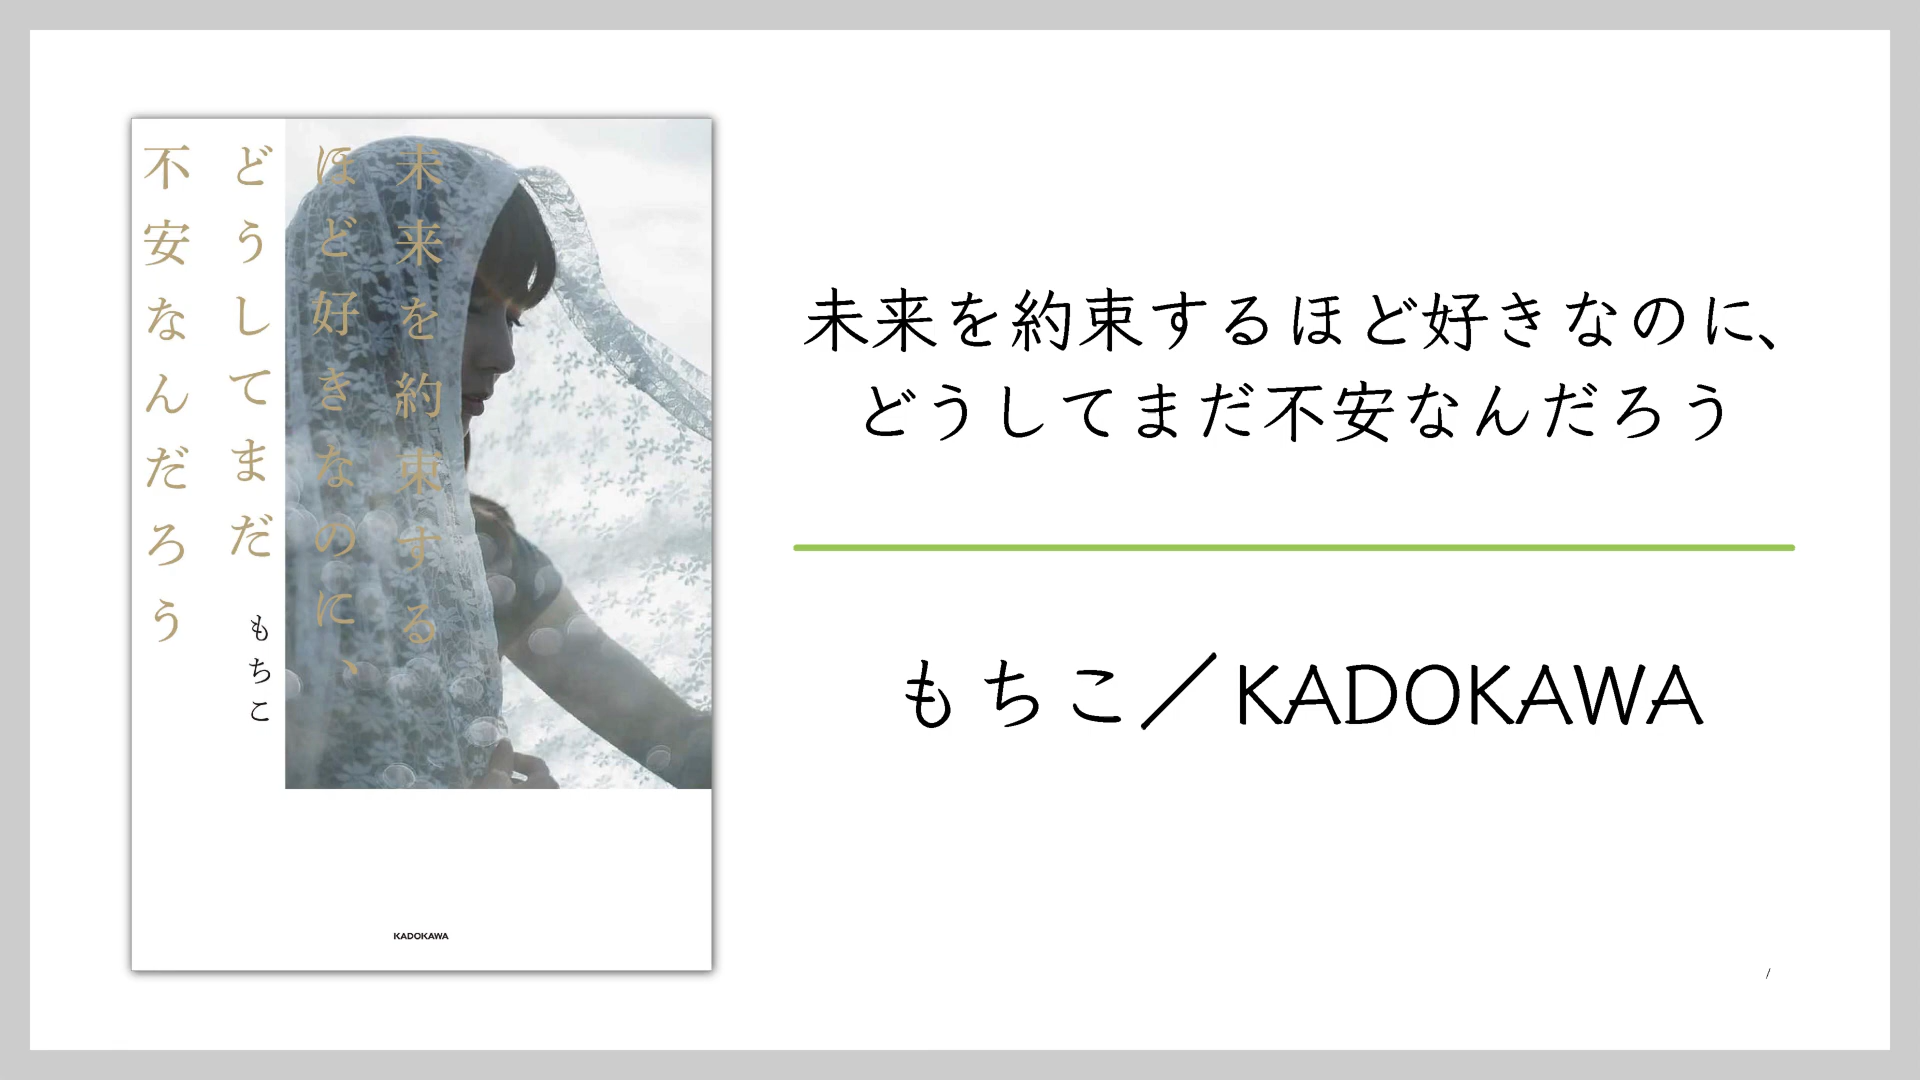 未来を約束する
ほど好きなのに、
どうしてまだ
不安なんだろう
もちこ
KADOKAWA
未来を約束するほど好きなのに、
どうしてまだ不安なんだろう
もちこ／KADOKAWA
/